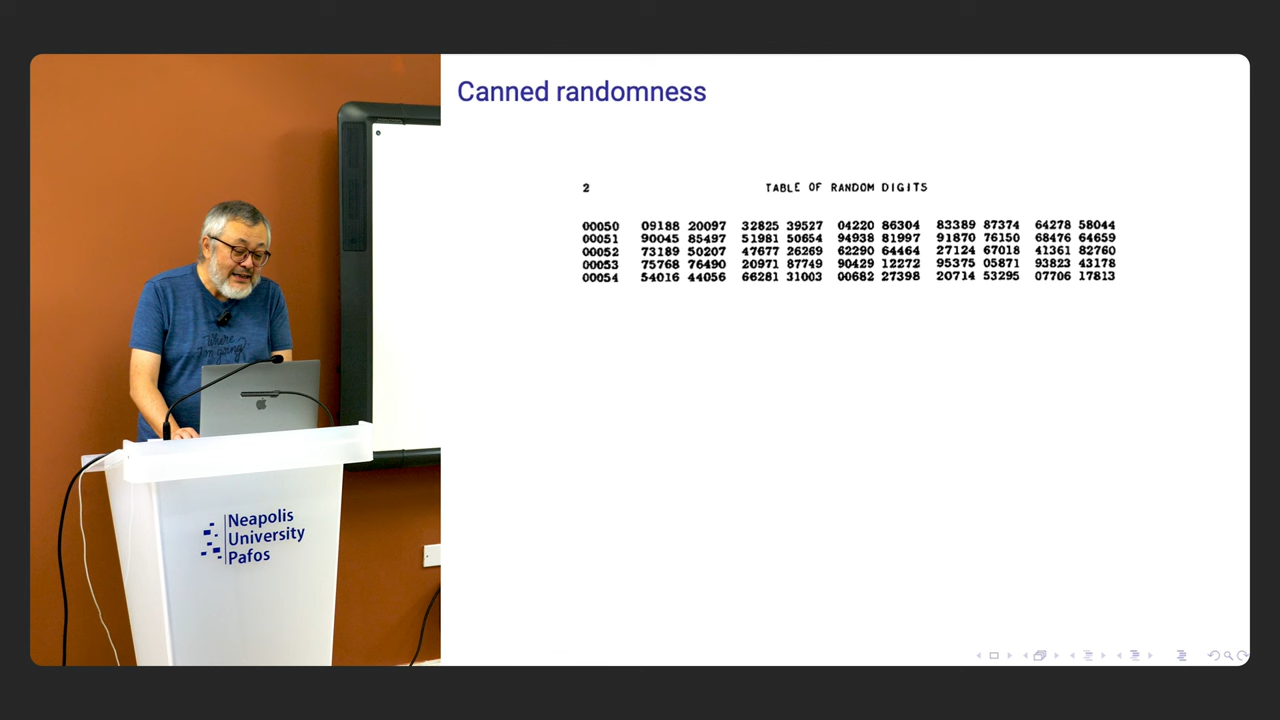 Canned randomness
2 TABLE OF RANDOM DIGITS
00050 09188 20097 32825 39527 04220 86304 83389 87374 64278 58044
00051 90045 85497 51981 50654 94938 81997 91870 76150 68476 64659
00052 73189 50207 47677 26269 62290 64464 27124 67018 41361 82760
00053 75768 76490 20971 87749 90429 12272 95375 05871 93823 43178
00054 54016 44056 66281 31003 00682 27398 20714 53295 07706 17813
Where
I'm going
Neapolis
University
Pafos